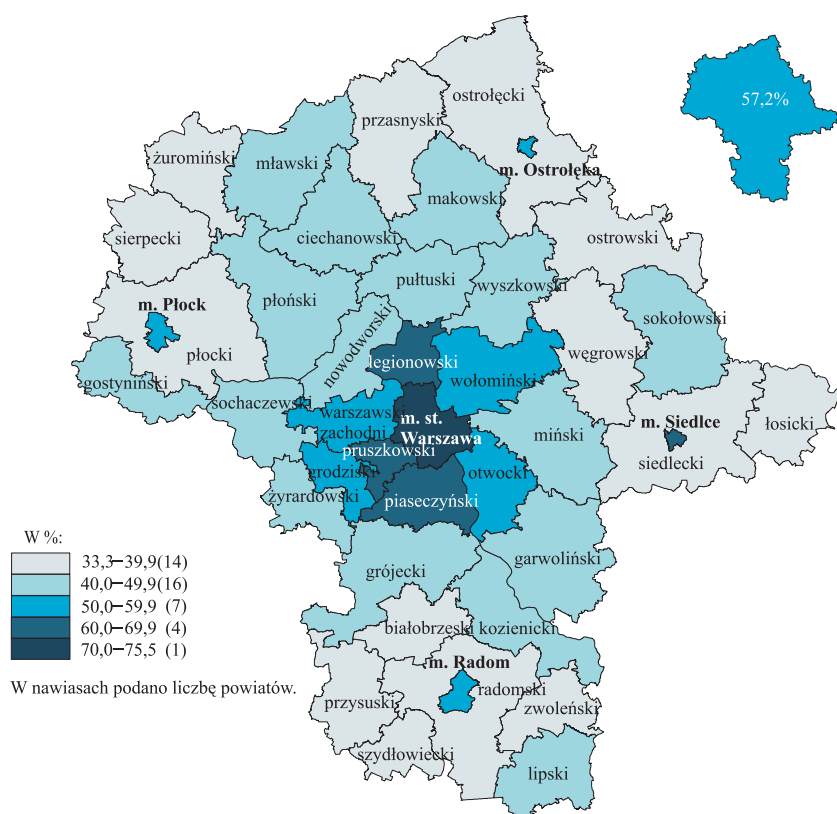 ostrołęcki
57,2%
przasnyski
żuromiński
mławski
m. Ostrołęka
makowski
sierpecki
ciechanowski
ostrowski
pułtuski
wyszkowski
płoński
m. Płock
sokołowski
nowodworski
płocki
węgrowski
legionowski
gostyniński
wołomiński
sochaczewski
warszawski
zachodni
m. st.
Warszawa
m. Siedlce
łosicki
miński
pruszkowski
siedlecki
grodziski
otwocki
żyrardowski
piaseczyński
W %:
33,3–39,9 (14)
40,0–49,9 (16)
50,0–59,9 (7)
60,0–69,9 (4)
70,0–75,5 (1)
W nawiasach podano liczbę powiatów.
garwoliński
grójecki
białobrzeski
kozienicki
m. Radom
radomski
przysuski
zwoleński
szydłowiecki
lipski